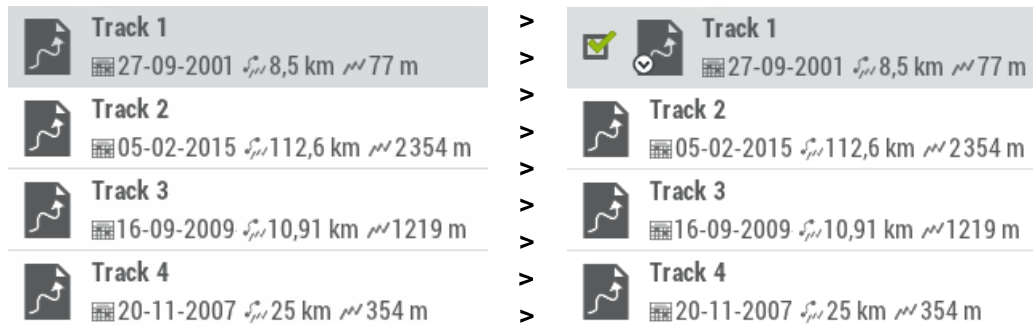 Track 1
27-09-2001 8,5 km 77 m
Track 2
05-02-2015 112,6 km 2354 m
Track 3
16-09-2009 10,91 km 1219 m
Track 4
20-11-2007 25 km 354 m
>
>
>
>
>
>
>
>
>
Track 1
27-09-2001 8,5 km 77 m
Track 2
05-02-2015 112,6 km 2354 m
Track 3
16-09-2009 10,91 km 1219 m
Track 4
20-11-2007 25 km 354 m